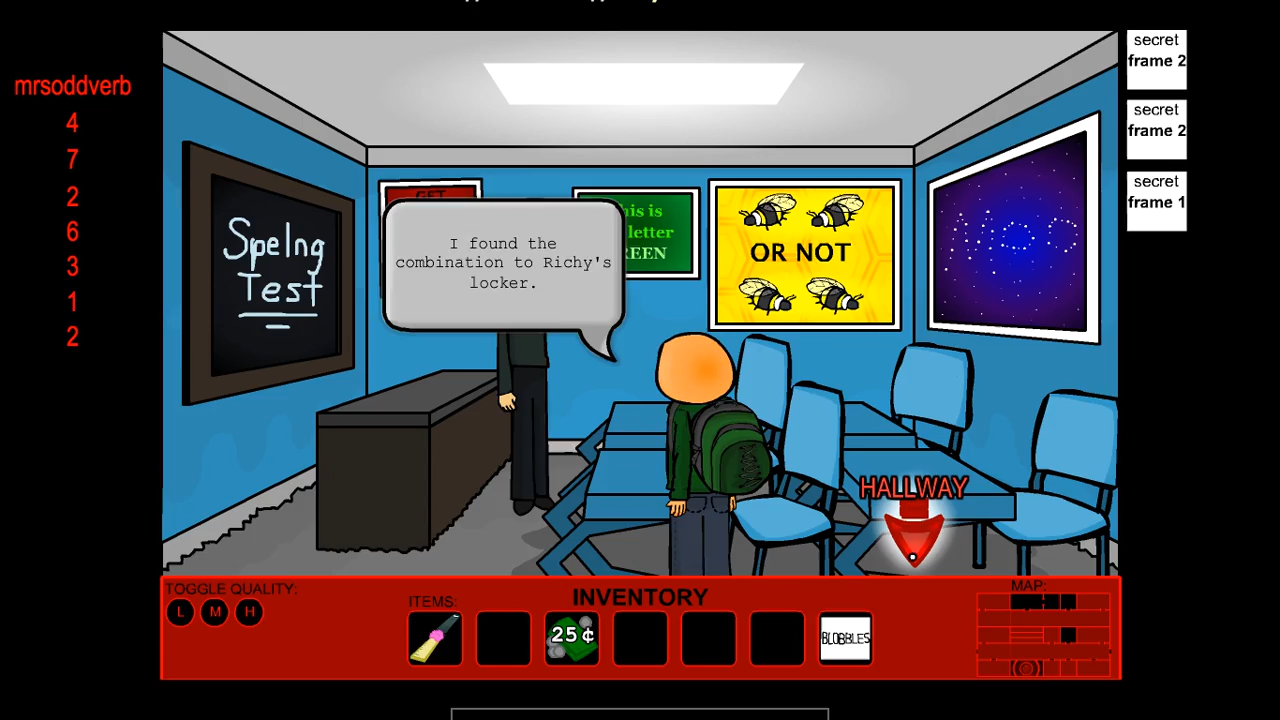 mrsoddverb
4
7
2
6
3
1
2
secret
frame 2
secret
frame 2
secret
frame 1
Spelng
Test
GET
I found the
combination to Richy's
locker.
his is
letter
REEN
OR NOT
HALLWAY
TOGGLE QUALITY:
L M H
ITEMS:
INVENTORY
25¢
BLOBBLES
MAP: